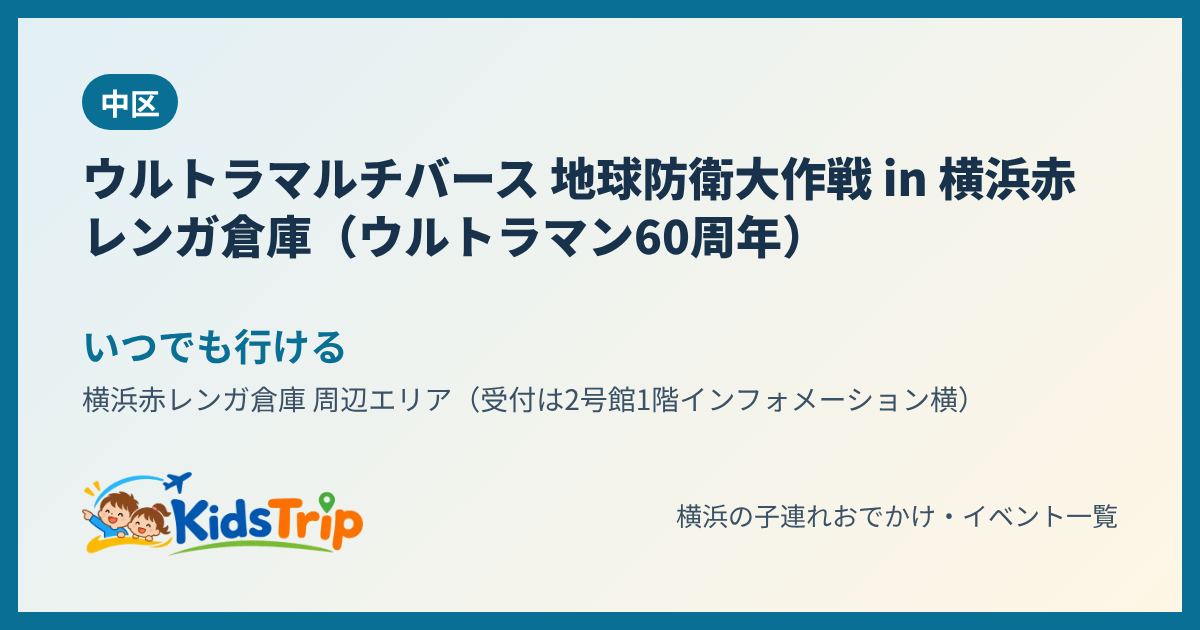 中区
ウルトラマルチバース 地球防衛大作戦 in 横浜赤
レンガ倉庫（ウルトラマン60周年）
いつでも行ける
横浜赤レンガ倉庫 周辺エリア（受付は2号館1階インフォメーション横）
KidsTrip
横浜の子連れおでかけ・イベント一覧